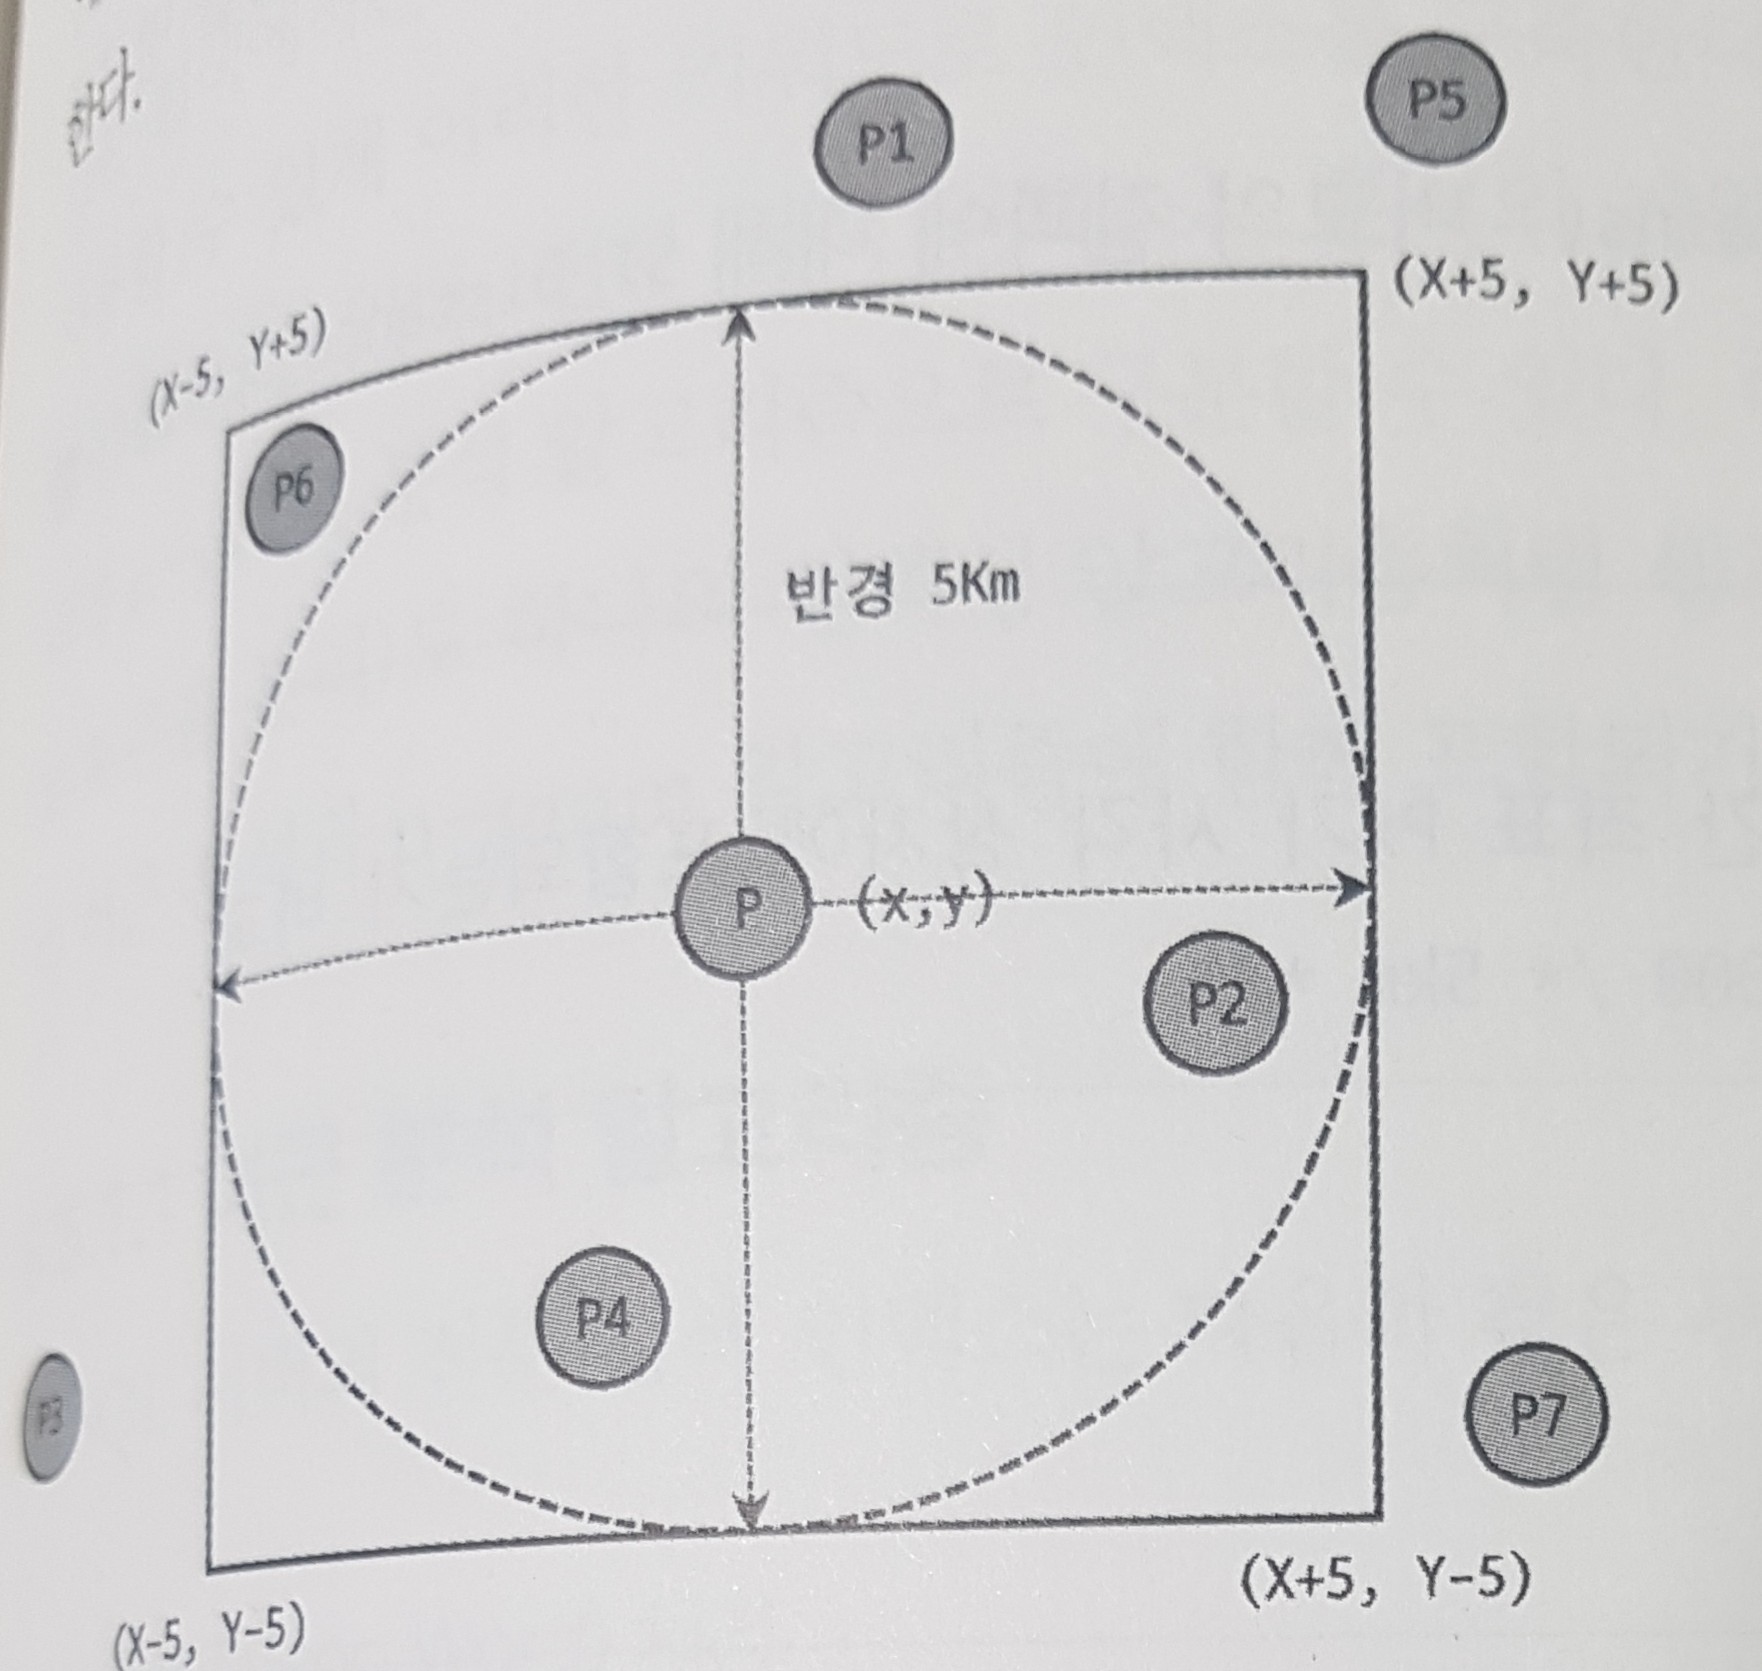 한다.
P1
P5
(X-5, Y+5)
(X+5, Y+5)
P6
반경 5Km
P (x,y)
P2
P4
P3
P7
(X-5, Y-5)
(X+5, Y-5)